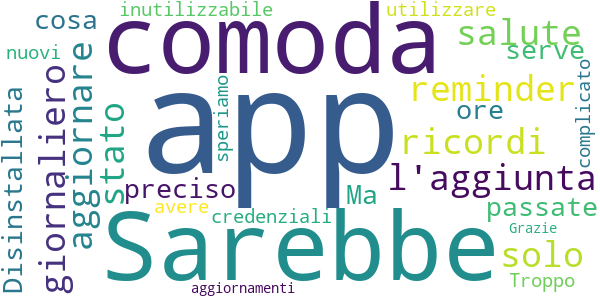 inutilizzabile
utilizzare
cosa
comoda
salute
nuovi
serve
aggiornare
giornaliero
Disinstallata
stato
speriamo
app
reminder
ore
complicato
ricordi
l'aggiunta
preciso
Ma
avere
credenziali
passate
Sarebbe
Grazie
solo
Troppo
aggiornamenti